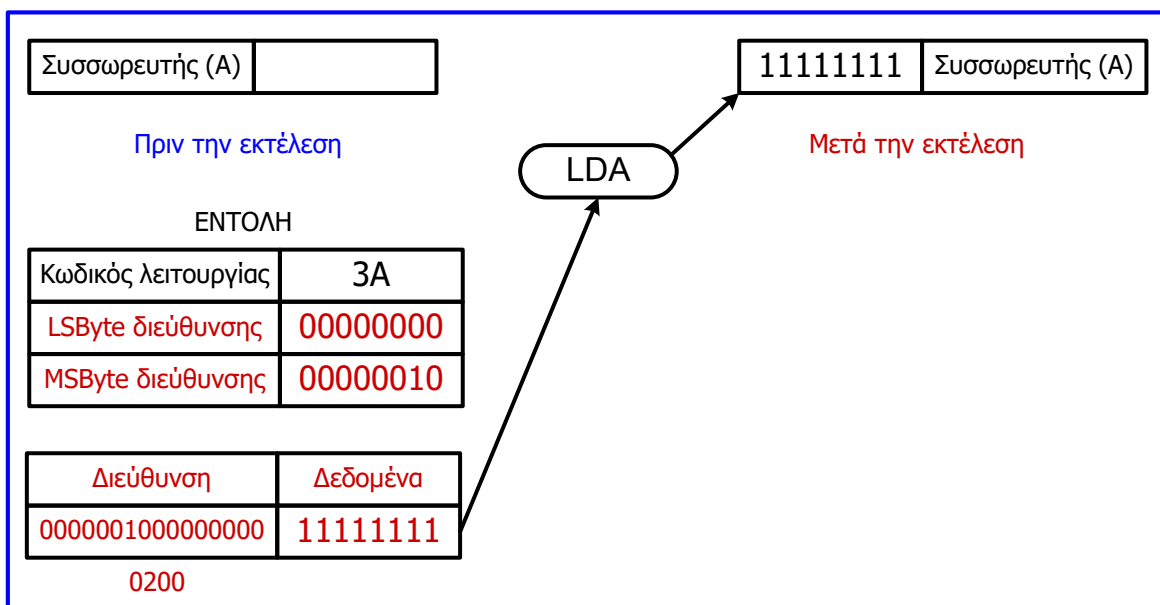 Συσσωρευτής (Α)
11111111 Συσσωρευτής (Α)
Πριν την εκτέλεση
Μετά την εκτέλεση
LDA
ΕΝΤΟΛΗ
Κωδικός λειτουργίας 3A
LSByte διεύθυνσης 00000000
MSByte διεύθυνσης 00000010
Διεύθυνση Δεδομένα
0000001000000000 11111111
0200